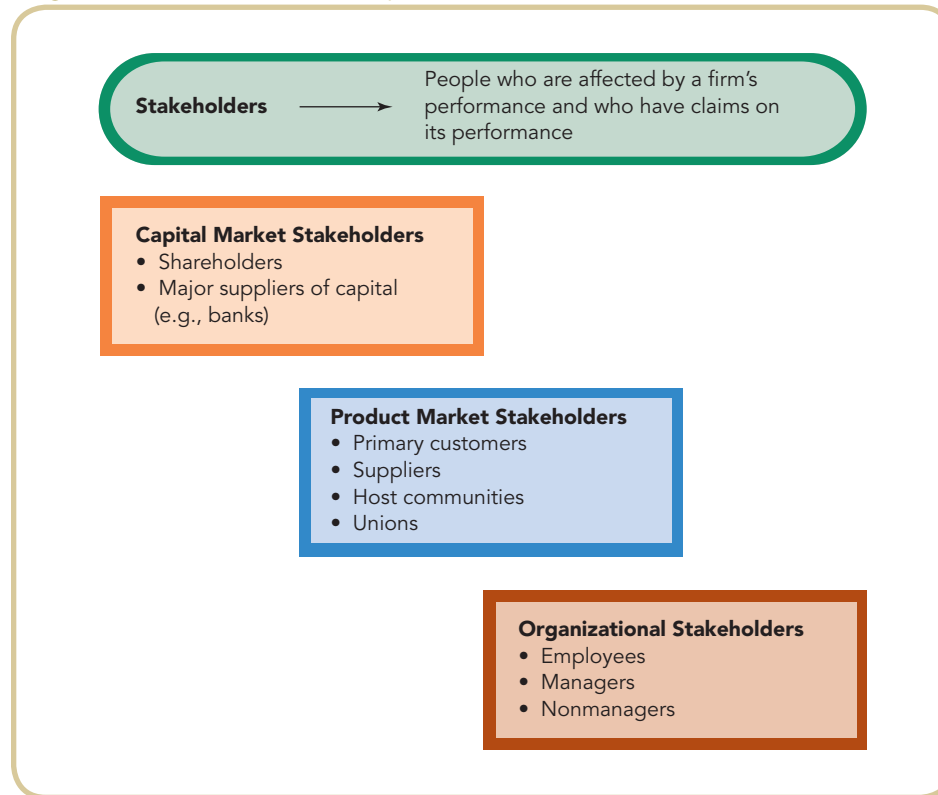 Stakeholders
People who are affected by a firm's
performance and who have claims on
its performance
Capital Market Stakeholders
• Shareholders
• Major suppliers of capital
(e.g., banks)
Product Market Stakeholders
• Primary customers
• Suppliers
• Host communities
• Unions
Organizational Stakeholders
• Employees
• Managers
• Nonmanagers